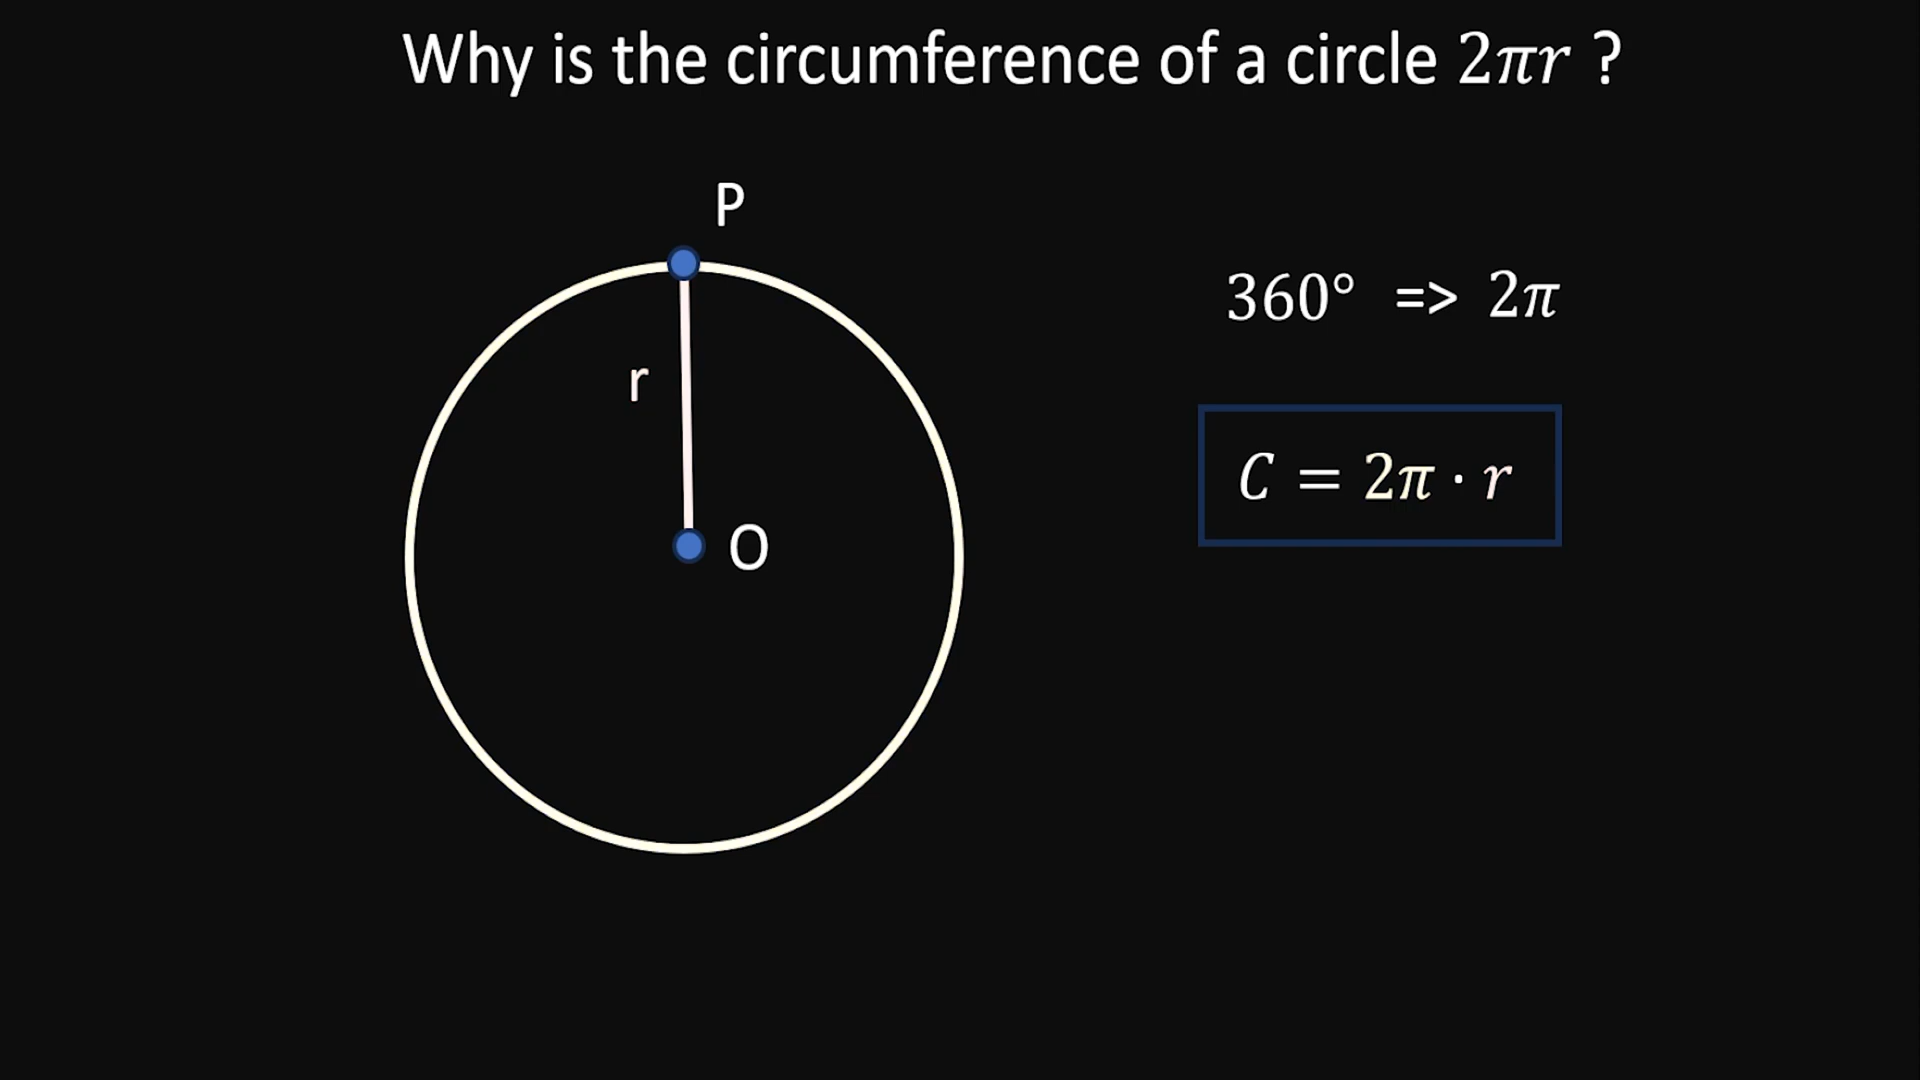 Why is the circumference of a circle 2πr ?
P
360° => 2π
r
C = 2π · r
O